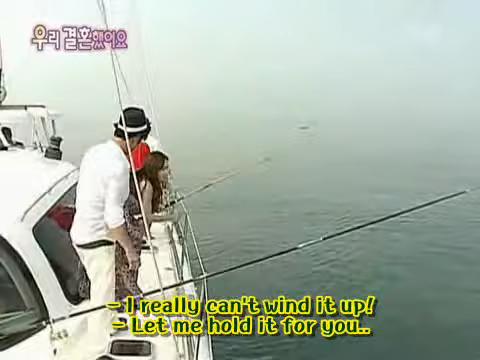 우리 결혼했어요
- I really can't wind it up!
- Let me hold it for you..